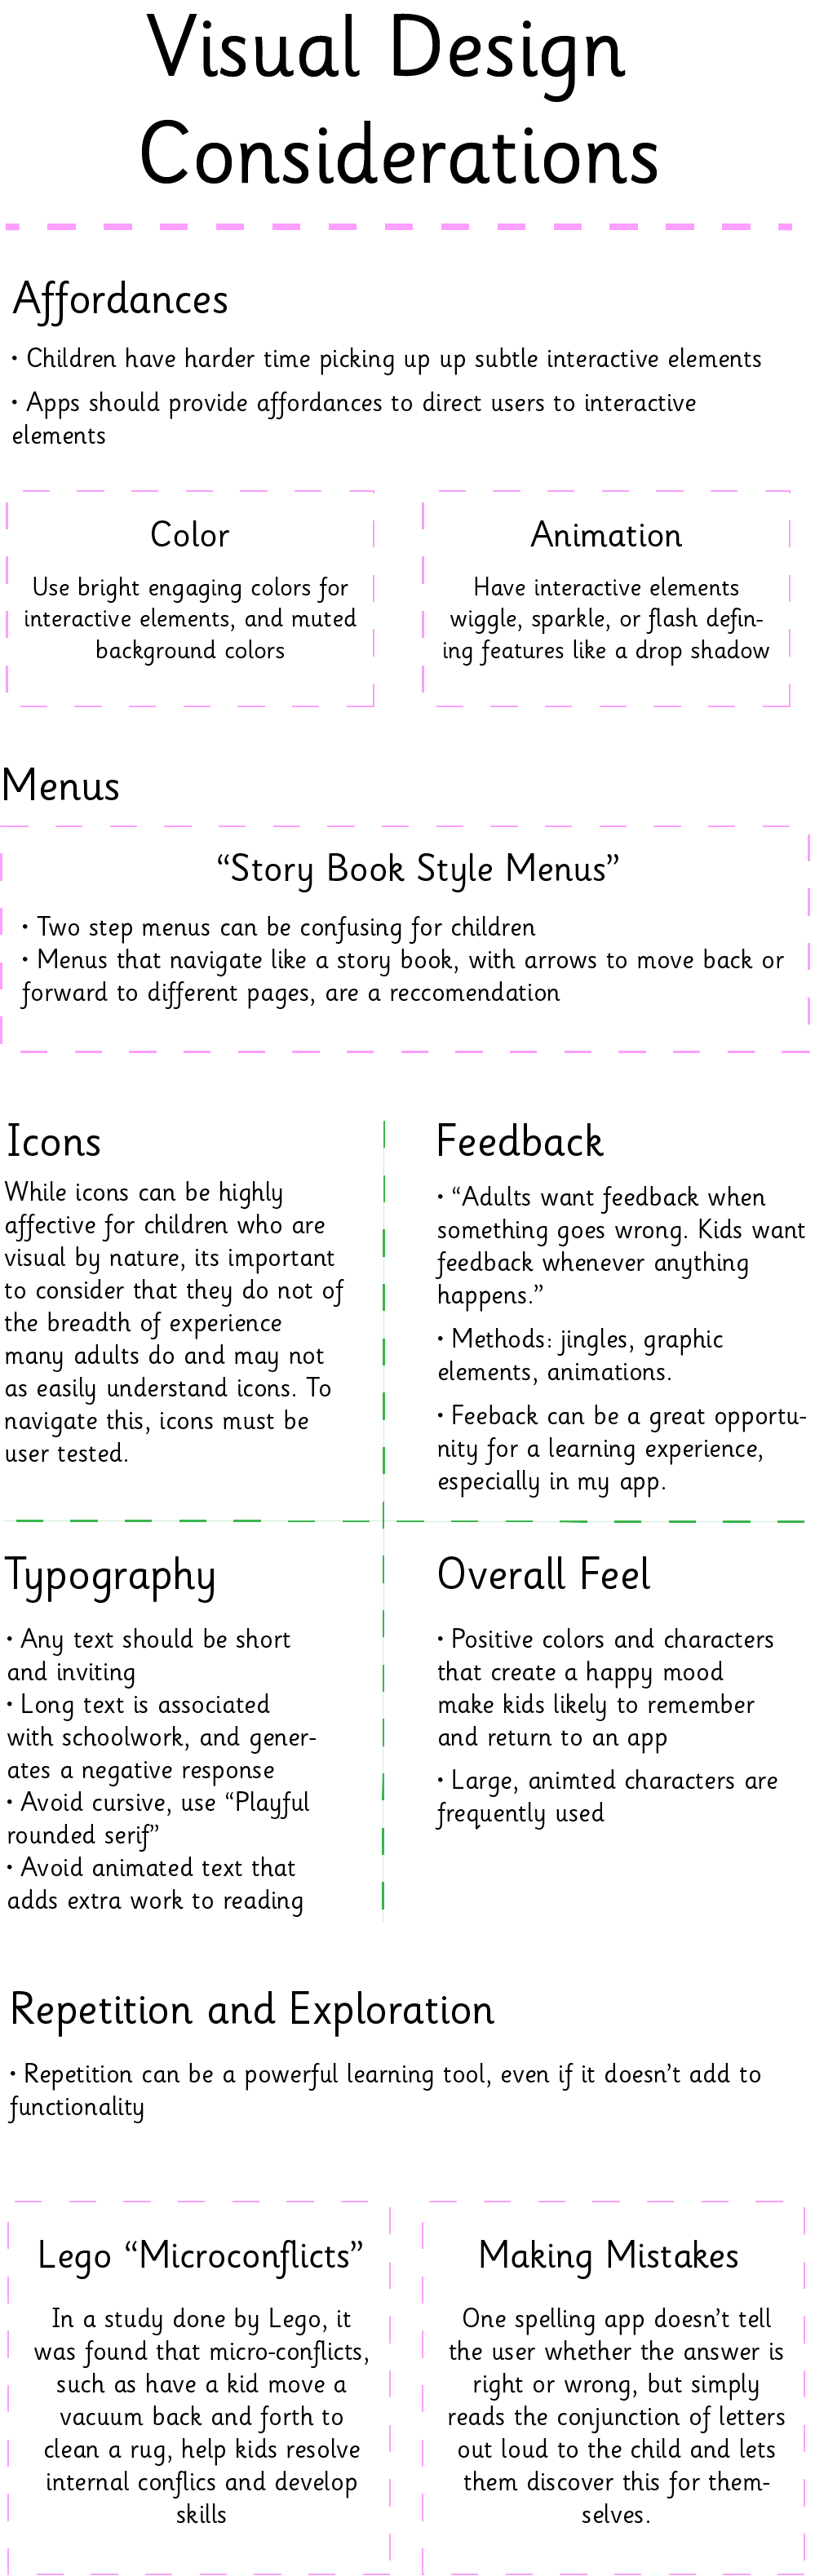 Visual Design
Considerations
Affordances
• Children have harder time picking up up subtle interactive elements
• Apps should provide affordances to direct users to interactive
elements
Color
Use bright engaging colors for
interactive elements, and muted
background colors
Animation
Have interactive elements
wiggle, sparkle, or flash defin-
ing features like a drop shadow
Menus
“Story Book Style Menus”
• Two step menus can be confusing for children
• Menus that navigate like a story book, with arrows to move back or
forward to different pages, are a reccomendation
Icons
While icons can be highly
affective for children who are
visual by nature, its important
to consider that they do not of
the breadth of experience
many adults do and may not
as easily understand icons. To
navigate this, icons must be
user tested.
Feedback
• “Adults want feedback when
something goes wrong. Kids want
feedback whenever anything
happens.”
• Methods: jingles, graphic
elements, animations.
• Feeback can be a great opportu-
nity for a learning experience,
especially in my app.
Typography
• Any text should be short
and inviting
• Long text is associated
with schoolwork, and gener-
ates a negative response
• Avoid cursive, use “Playful
rounded serif”
• Avoid animated text that
adds extra work to reading
Overall Feel
• Positive colors and characters
that create a happy mood
make kids likely to remember
and return to an app
• Large, animted characters are
frequently used
Repetition and Exploration
• Repetition can be a powerful learning tool, even if it doesn’t add to
functionality
Lego “Microconflicts”
In a study done by Lego, it
was found that micro-conflicts,
such as have a kid move a
vacuum back and forth to
clean a rug, help kids resolve
internal conflics and develop
skills
Making Mistakes
One spelling app doesn’t tell
the user whether the answer is
right or wrong, but simply
reads the conjunction of letters
out loud to the child and lets
them discover this for them-
selves.